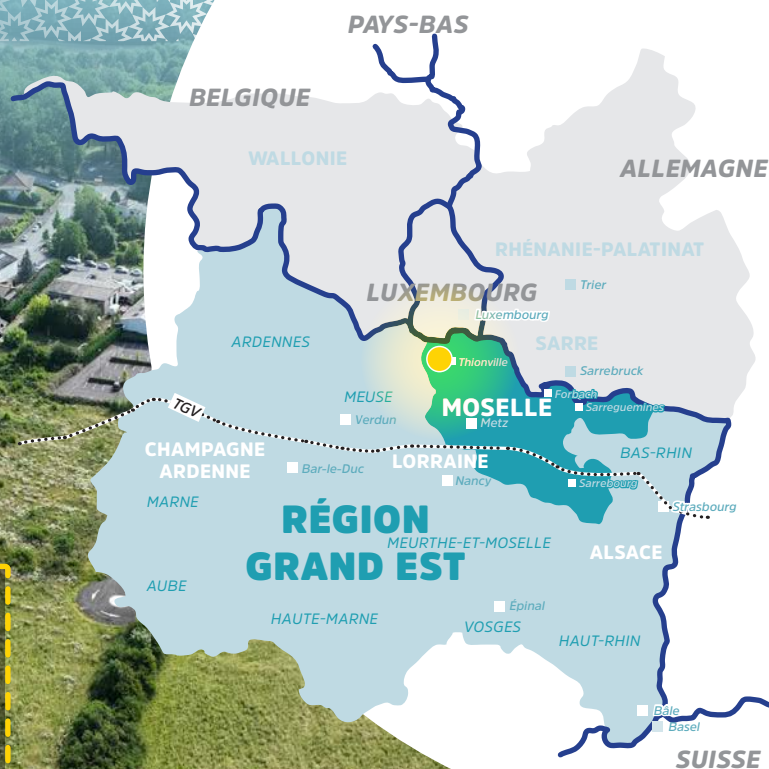 PAYS-BAS
BELGIQUE
WALLONIE
ALLEMAGNE
RHÉNANIE-PALATINAT
Trier
LUXEMBOURG
Luxembourg
ARDENNES
SARRE
Thionville
Sarrebruck
MEUSE
Forbach
TGV
MOSELLE
Sarreguemines
Verdun
Metz
CHAMPAGNE
ARDENNE
BAS-RHIN
LORRAINE
Bar-le-Duc
Nancy
Sarrebourg
MARNE
Strasbourg
RÉGION
GRAND EST
MEURTHE-ET-MOSELLE
ALSACE
AUBE
Épinal
HAUTE-MARNE
VOSGES
HAUT-RHIN
Bâle
Basel
SUISSE